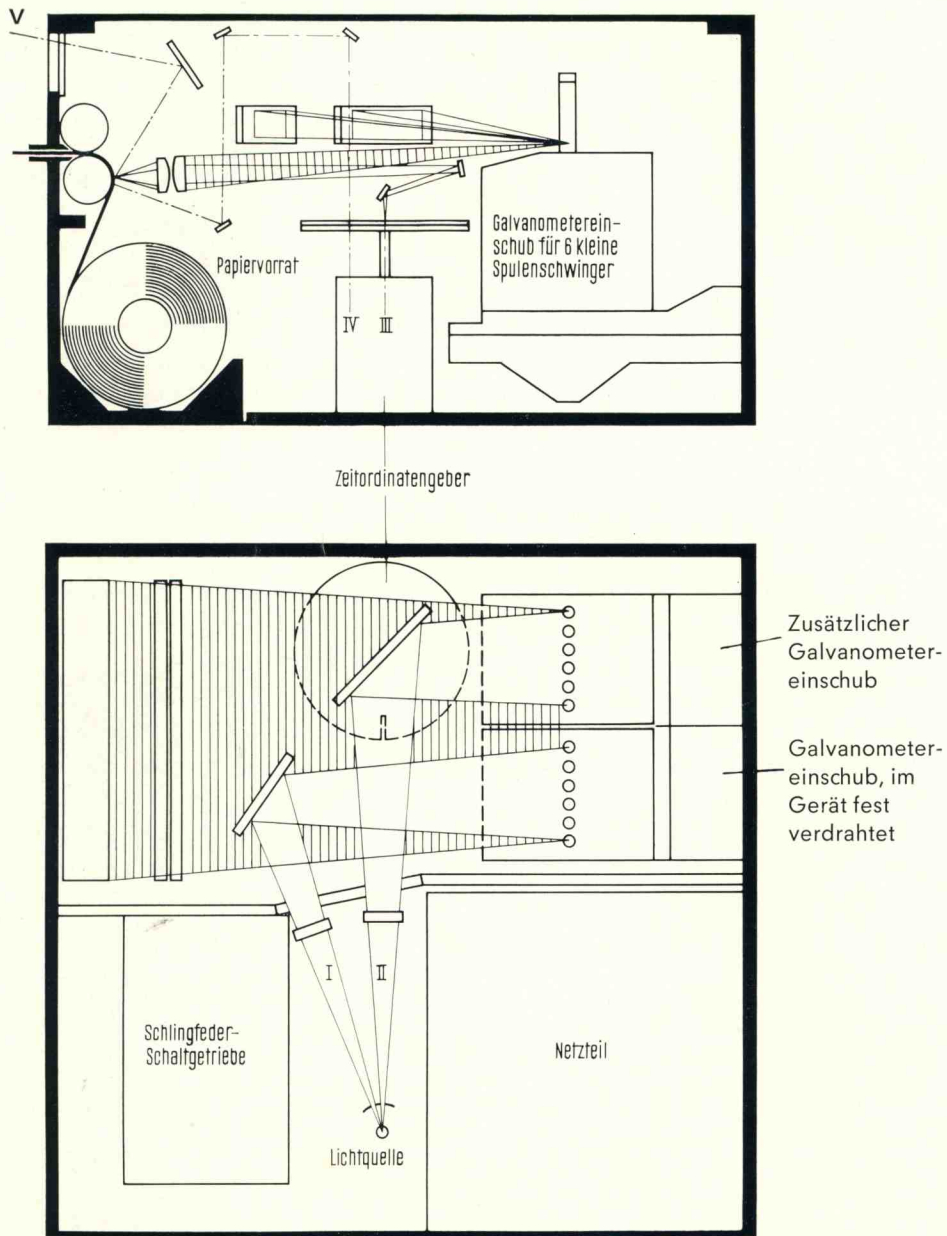 V
Papiervorrat
Galvanometerein-
schub für 6 kleine
Spulenschwinger
IV
III
Zeitordinatengeber
Zusätzlicher
Galvanometer-
einschub
Galvanometer-
einschub, im
Gerät fest
verdrahtet
I
II
Schlingfeder-
Schaltgetriebe
Netzteil
Lichtquelle